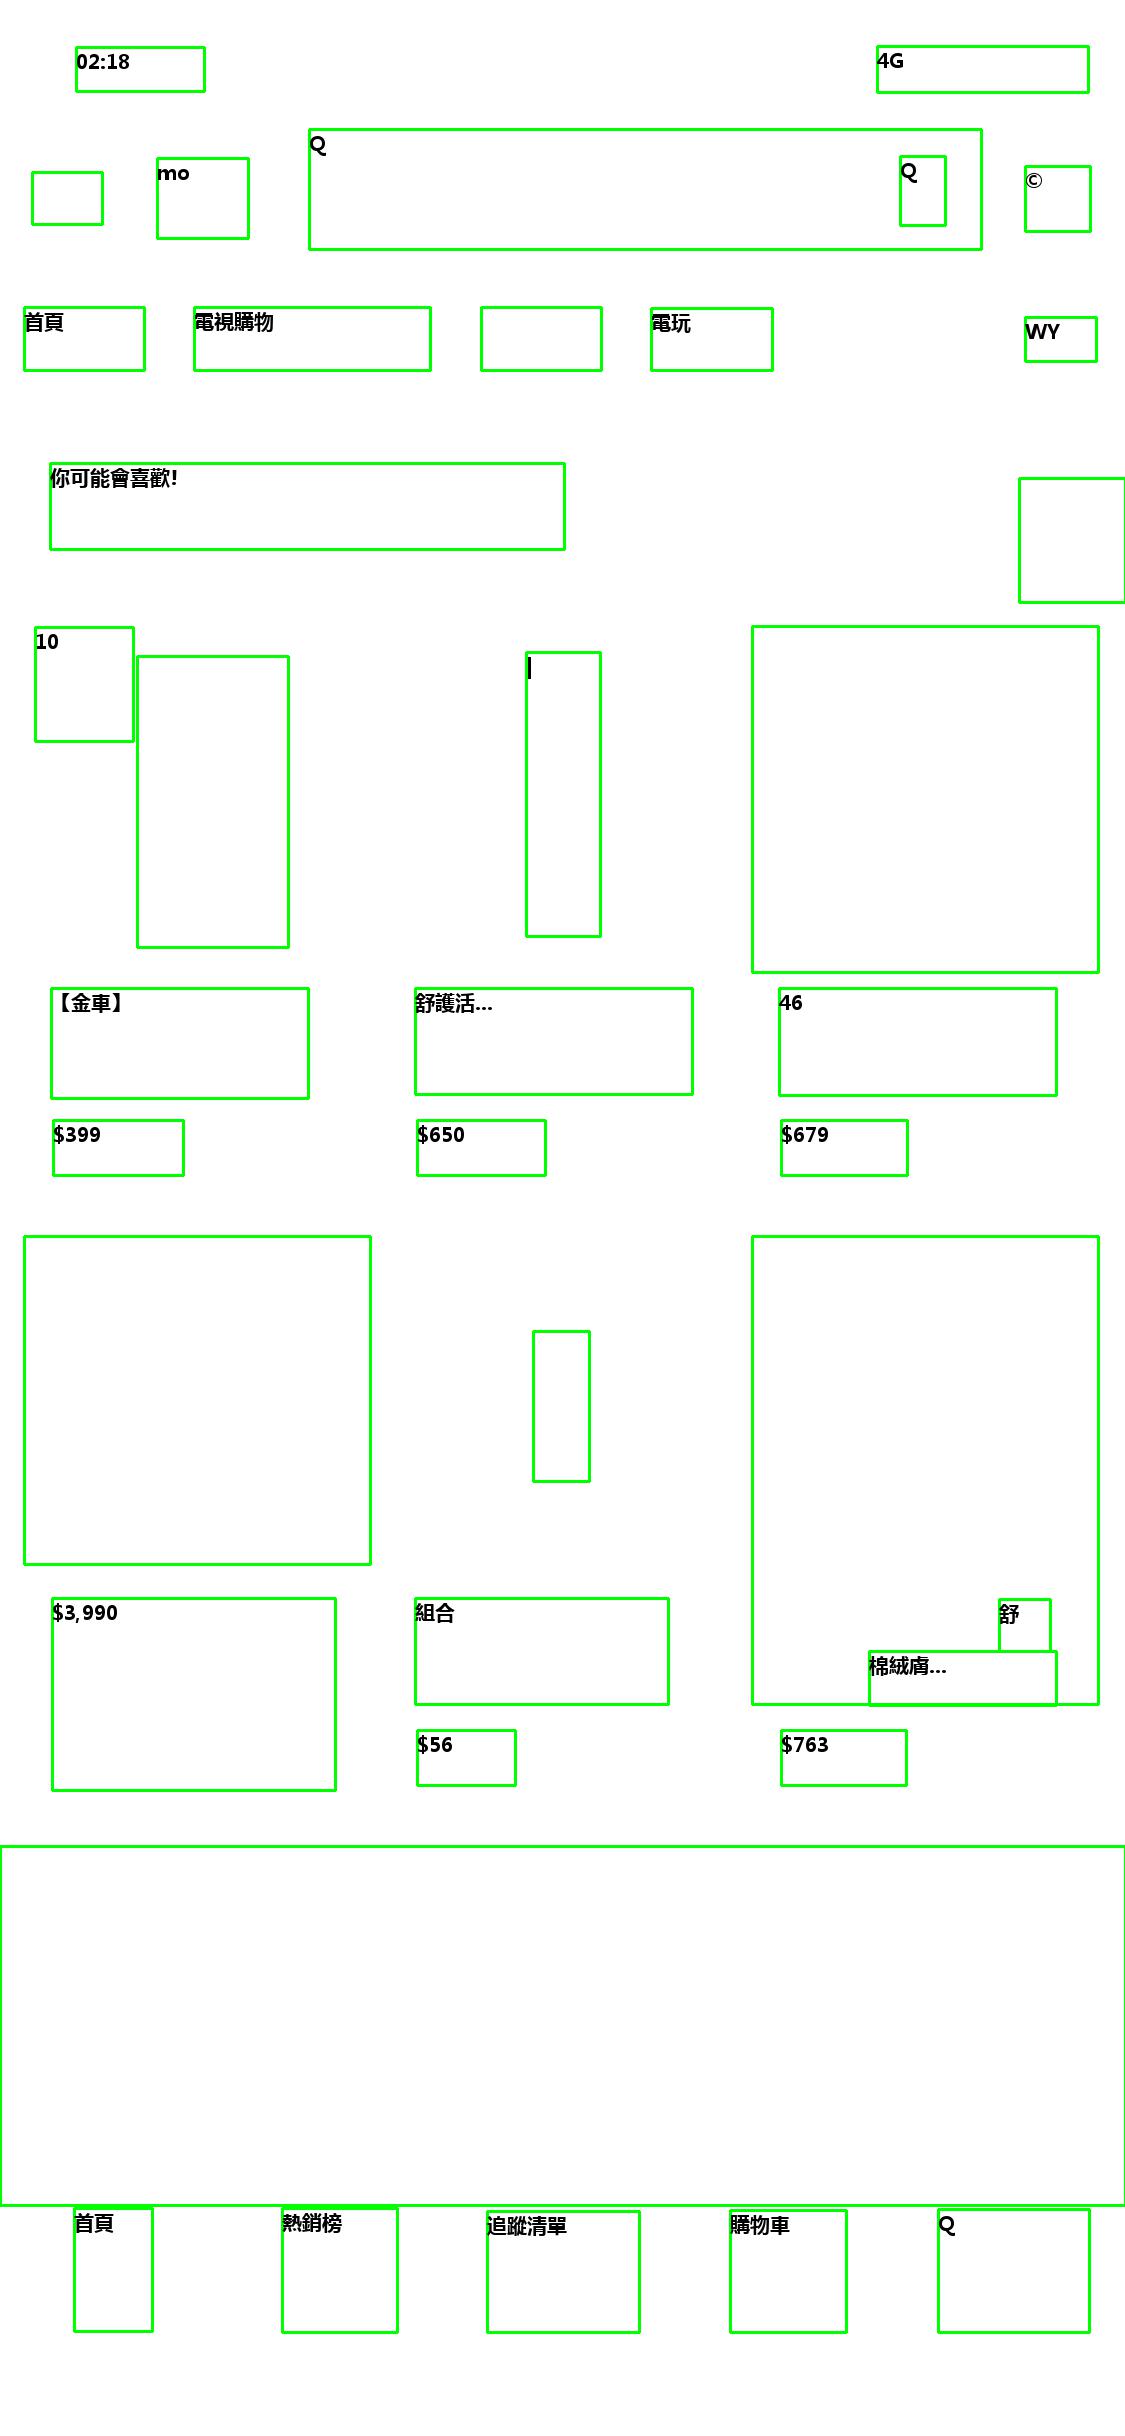 02:18
4G
mo
Q
Q
©
首頁
電視購物
電玩
WY
你可能會喜歡!
10
|
【金車】
舒護活...
46
$399
$650
$679
$3,990
組合
舒
棉絨膚...
$56
$763
首頁
熱銷榜
追蹤清單
購物車
Q